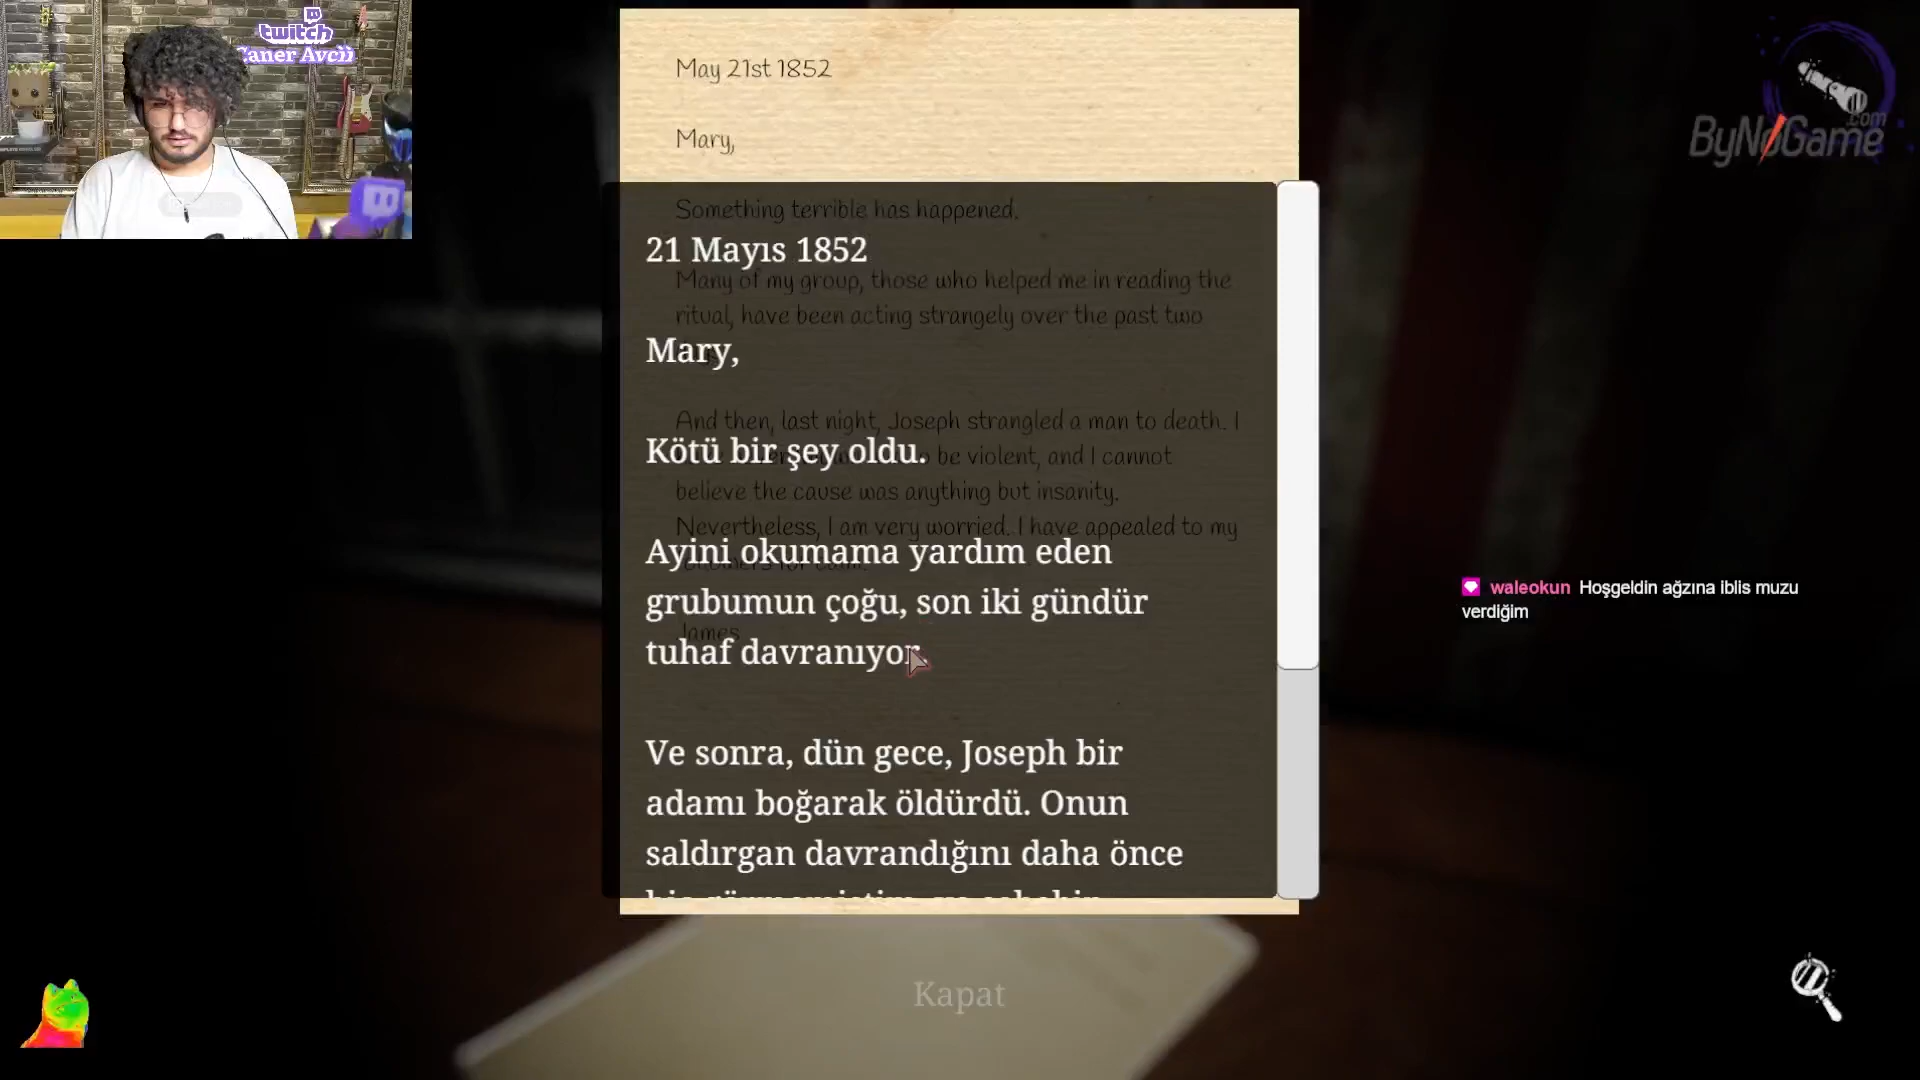 twitch
Caner Avcii
May 21st 1852
Mary,
Something terrible has happened.
Many of my group, those who helped me in reading the
ritual, have been acting strangely over the past two
And then, last night, Joseph strangled a man to death. I
be violent, and I cannot
believe the cause was anything but insanity.
Nevertheless, I am very worried. I have appealed to my
James
21 Mayıs 1852
Mary,
Kötü bir şey oldu.
Ayini okumama yardım eden
grubumun çoğu, son iki gündür
tuhaf davranıyor.
Ve sonra, dün gece, Joseph bir
adamı boğarak öldürdü. Onun
saldırgan davrandığını daha önce
Kapat
ByNoGame
.com
waleokun Hoşgeldin ağzına iblis muzu
verdiğim